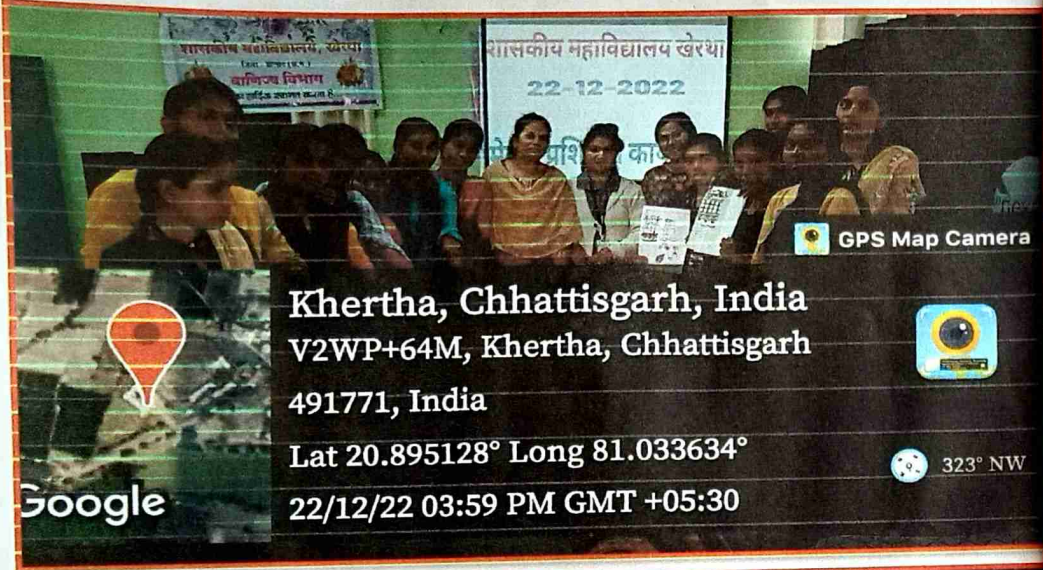 शासकीय महाविद्यालय, खेरथा
वाणिज्य विभाग
शासकीय महाविद्यालय खेरथा
22-12-2022
GPS Map Camera
Khertha, Chhattisgarh, India
V2WP+64M, Khertha, Chhattisgarh
491771, India
Lat 20.895128° Long 81.033634°
323° NW
22/12/22 03:59 PM GMT +05:30
Google